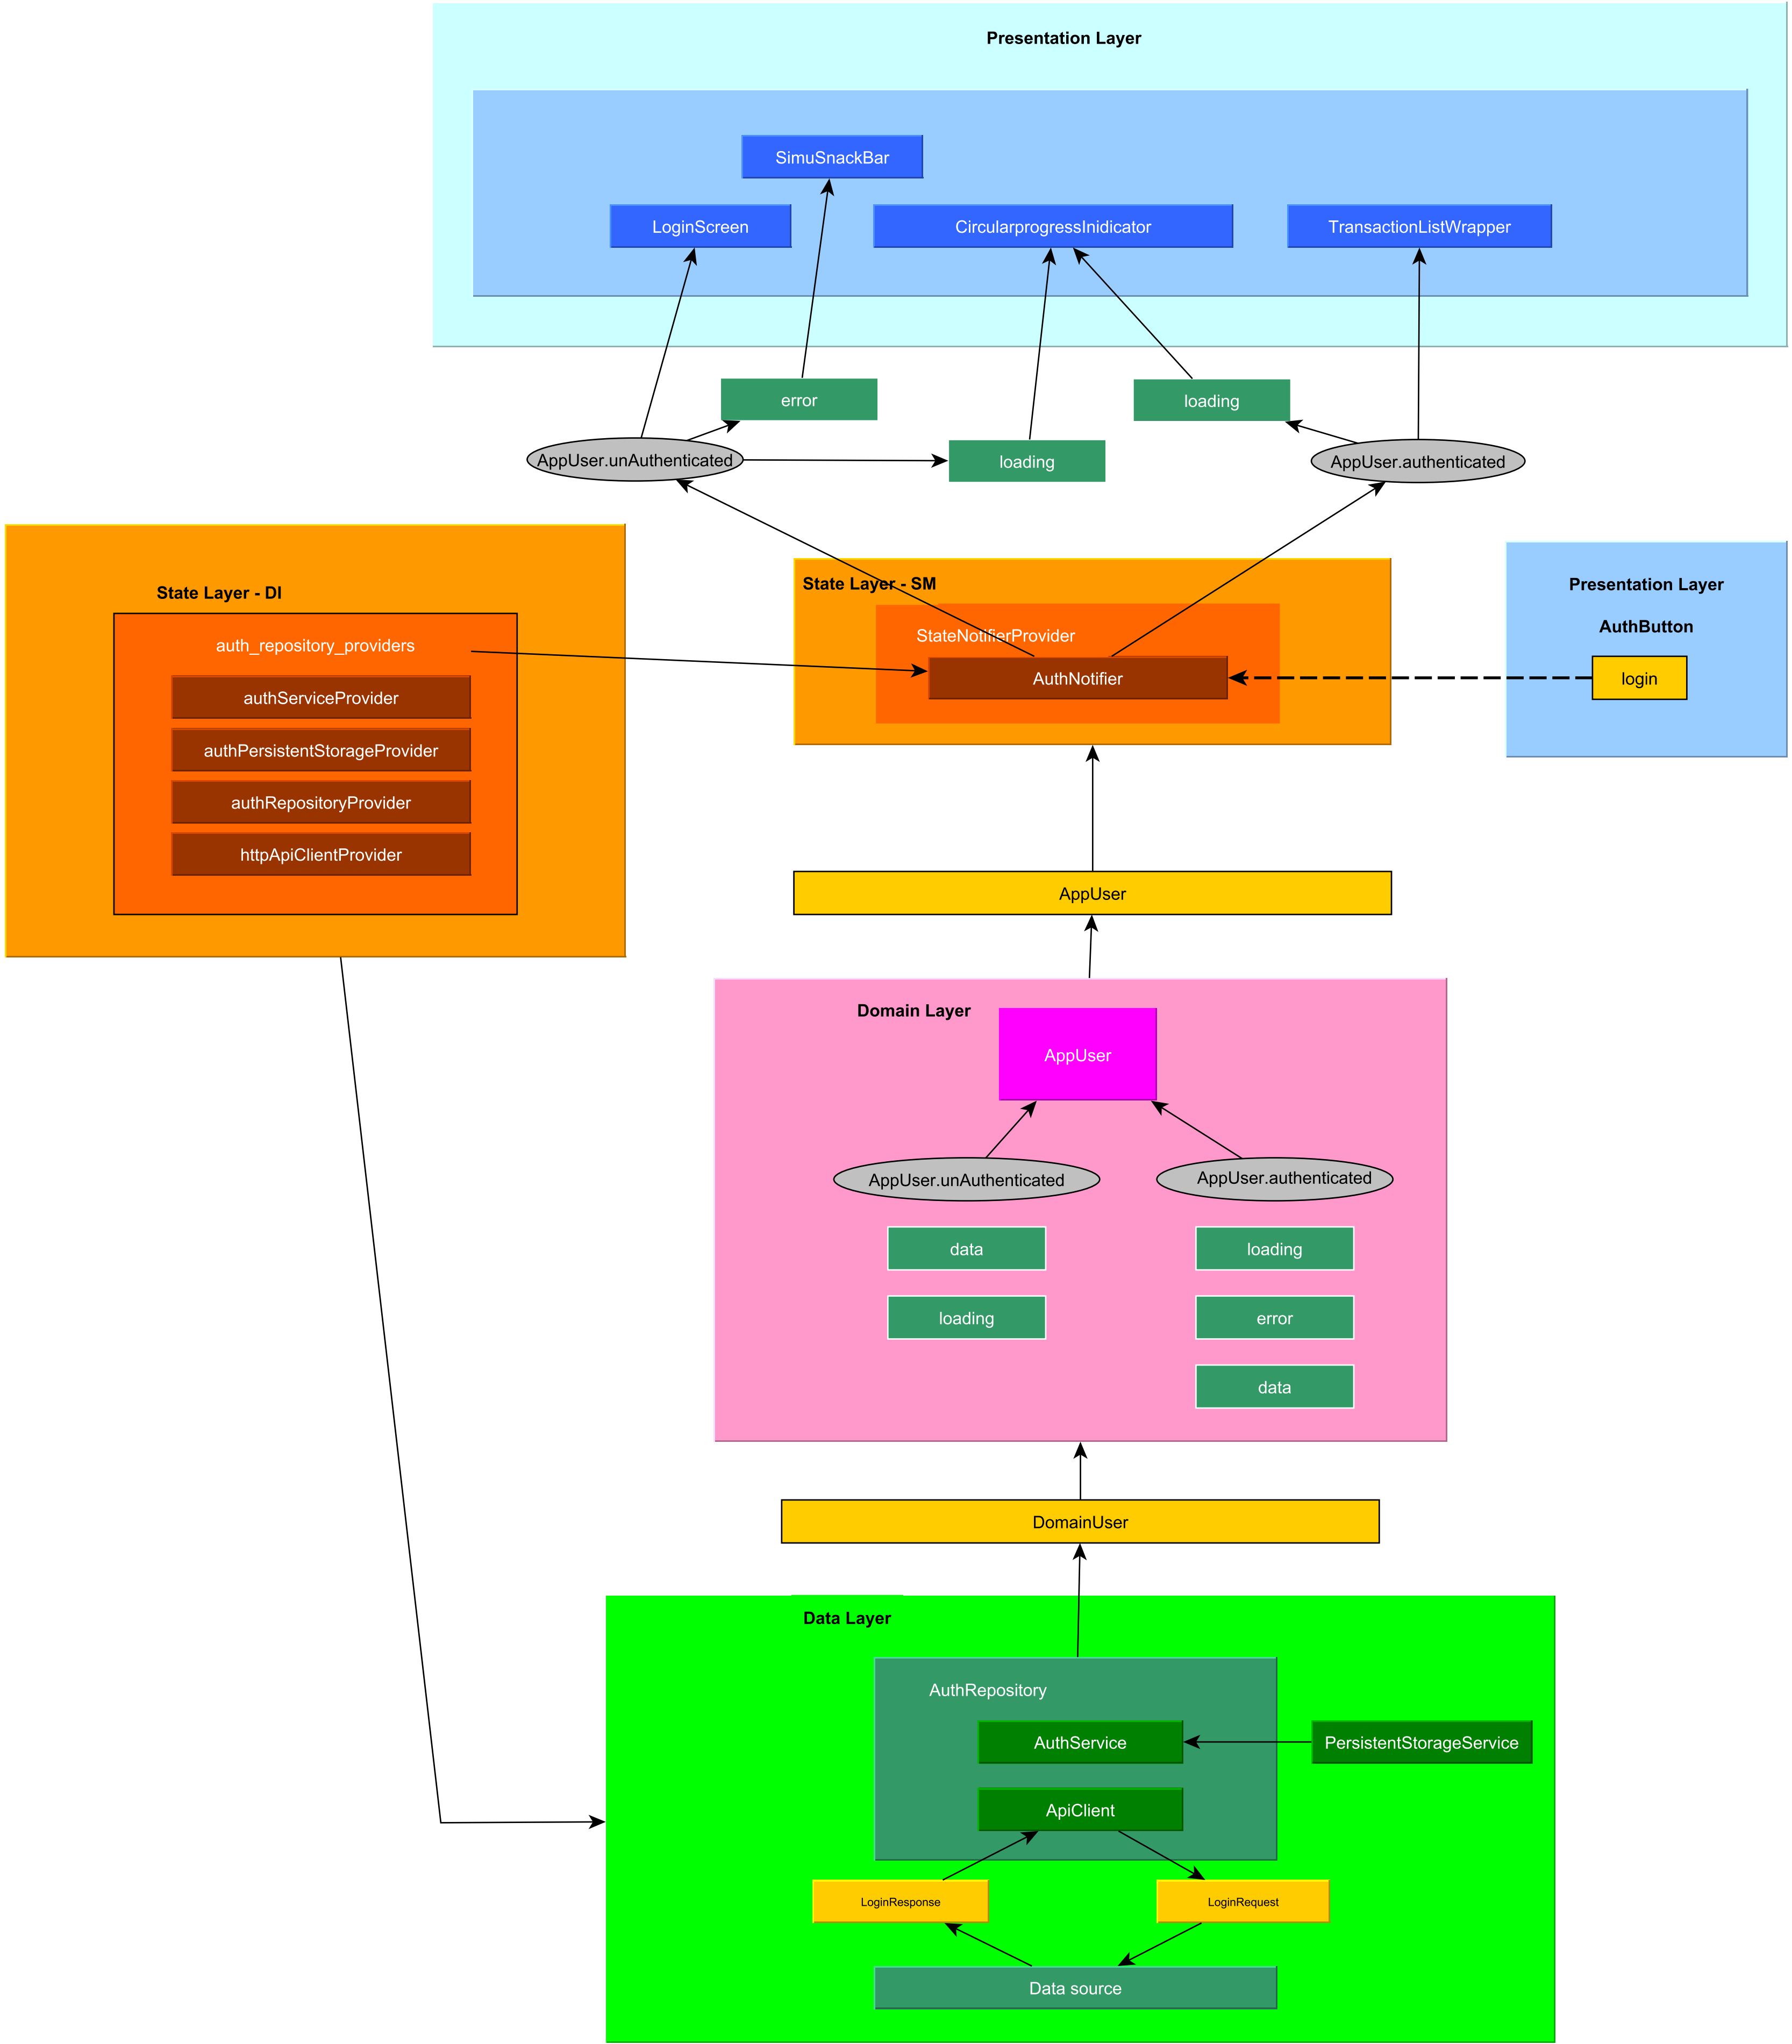 Presentation Layer
SimuSnackBar
LoginScreen
CircularprogressInidicator
TransactionListWrapper
error
loading
AppUser.unAuthenticated
loading
AppUser.authenticated
State Layer - DI
auth_repository_providers
authServiceProvider
authPersistentStorageProvider
authRepositoryProvider
httpApiClientProvider
State Layer - SM
StateNotifierProvider
AuthNotifier
Presentation Layer
AuthButton
login
AppUser
Domain Layer
AppUser
AppUser.unAuthenticated
AppUser.authenticated
data
loading
loading
error
data
DomainUser
Data Layer
AuthRepository
AuthService
PersistentStorageService
ApiClient
LoginResponse
LoginRequest
Data source